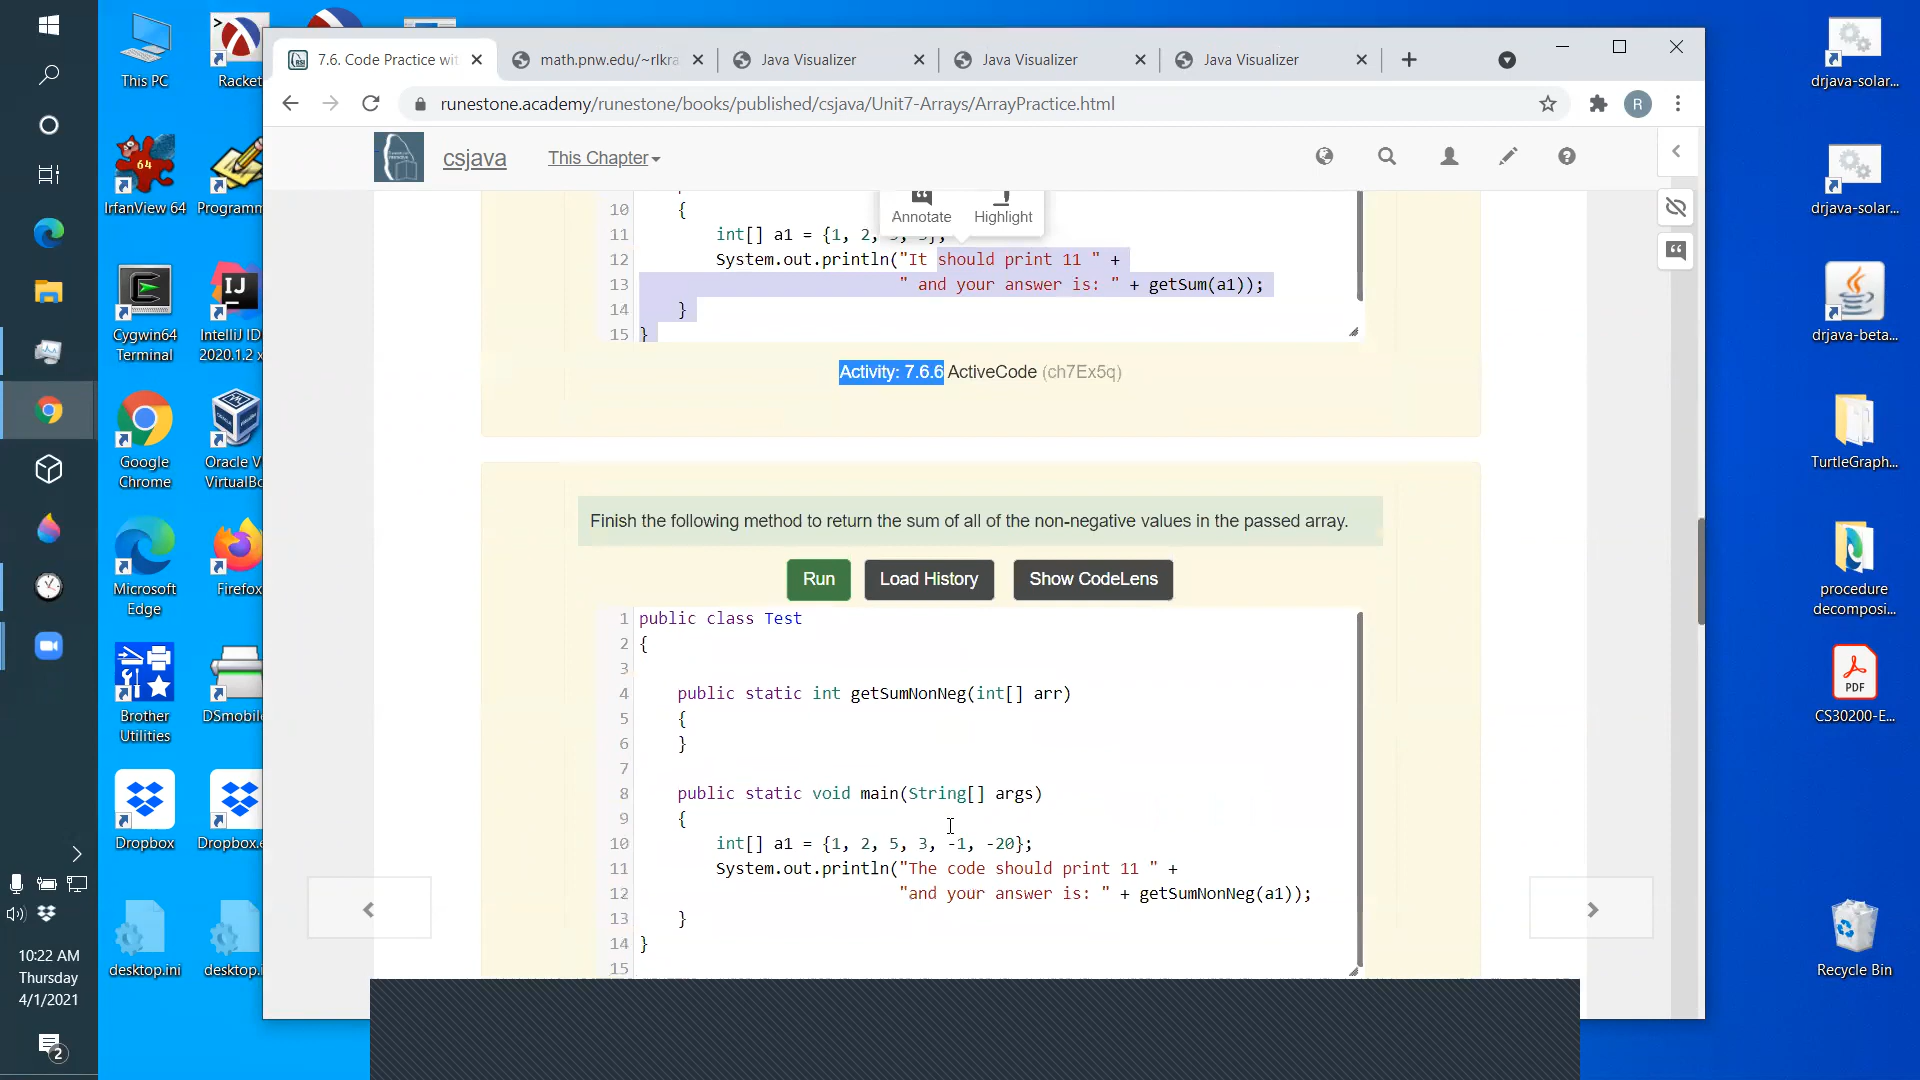 This PC
Racket
IrfanView 64
Programm
Cygwin64
Terminal
IntelliJ ID
2020.1.2 x
Google
Chrome
Oracle V
VirtualBo
Microsoft
Edge
Firefox
Brother
Utilities
DSmobil
Dropbox
Dropbox.e
desktop.ini
desktop.i
10:22 AM
Thursday
4/1/2021
2
7.6. Code Practice wit
math.pnw.edu/~rlkra
Java Visualizer
Java Visualizer
Java Visualizer
runestone.academy/runestone/books/published/csjava/Unit7-Arrays/ArrayPractice.html
R
csjava
This Chapter
Annotate
Highlight
10 {
11 int[] a1 = {1, 2,
12 System.out.println("It should print 11 " +
13 " and your answer is: " + getSum(a1));
14 }
15 }
Activity: 7.6.6 ActiveCode (ch7Ex5q)
Finish the following method to return the sum of all of the non-negative values in the passed array.
Run
Load History
Show CodeLens
1 public class Test
2 {
3
4 public static int getSumNonNeg(int[] arr)
5 {
6 }
7
8 public static void main(String[] args)
9 {
10 int[] a1 = {1, 2, 5, 3, -1, -20};
11 System.out.println("The code should print 11 " +
12 "and your answer is: " + getSumNonNeg(a1));
13 }
14 }
15
drjava-solar...
drjava-solar...
drjava-beta...
TurtleGraph...
procedure
decomposi...
PDF
CS30200-E...
Recycle Bin